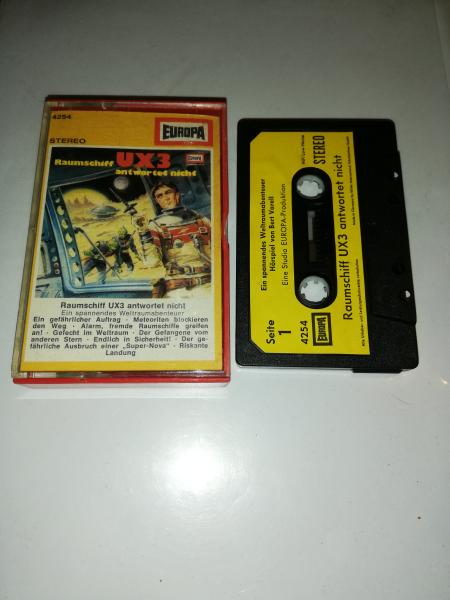 4254
EUROPA
STEREO
Raumschiff UX3
antwortet nicht
Raumschiff UX3 antwortet nicht
Ein spannendes Weltraumabenteuer!
Ein gefährlicher Auftrag · Meteoriten blockieren
den Weg · Alarm, fremde Raumschiffe greifen
an! · Gefecht im Weltraum · Der Gefangene vom
anderen Stern · Endlich in Sicherheit! · Der ge-
fährliche Ausbruch einer „Super-Nova“ · Riskante
Landung
Ein spannendes Weltraumabenteuer
Hörspiel von Bert Varell
Eine Studio EUROPA-Produktion
Seite
1
4254
EUROPA
STEREO
Raumschiff UX3 antwortet nicht